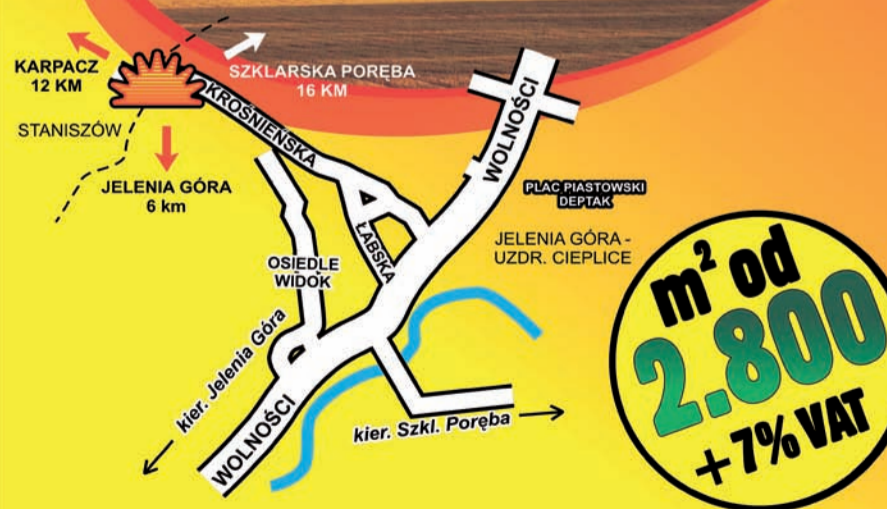 KARPACZ
12 KM
SZKLARSKA PORĘBA
16 KM
STANISZÓW
JELENIA GÓRA
6 km
KROŚNIEŃSKA
WOLNOŚCI
PLAC PIASTOWSKI
DEPTAK
ŁABSKA
JELENIA GÓRA -
UZDR. CIEPLICE
OSIEDLE
WIDOK
kier. Jelenia Góra
WOLNOŚCI
kier. Szkl. Poręba
m² od
2.800
+ 7% VAT